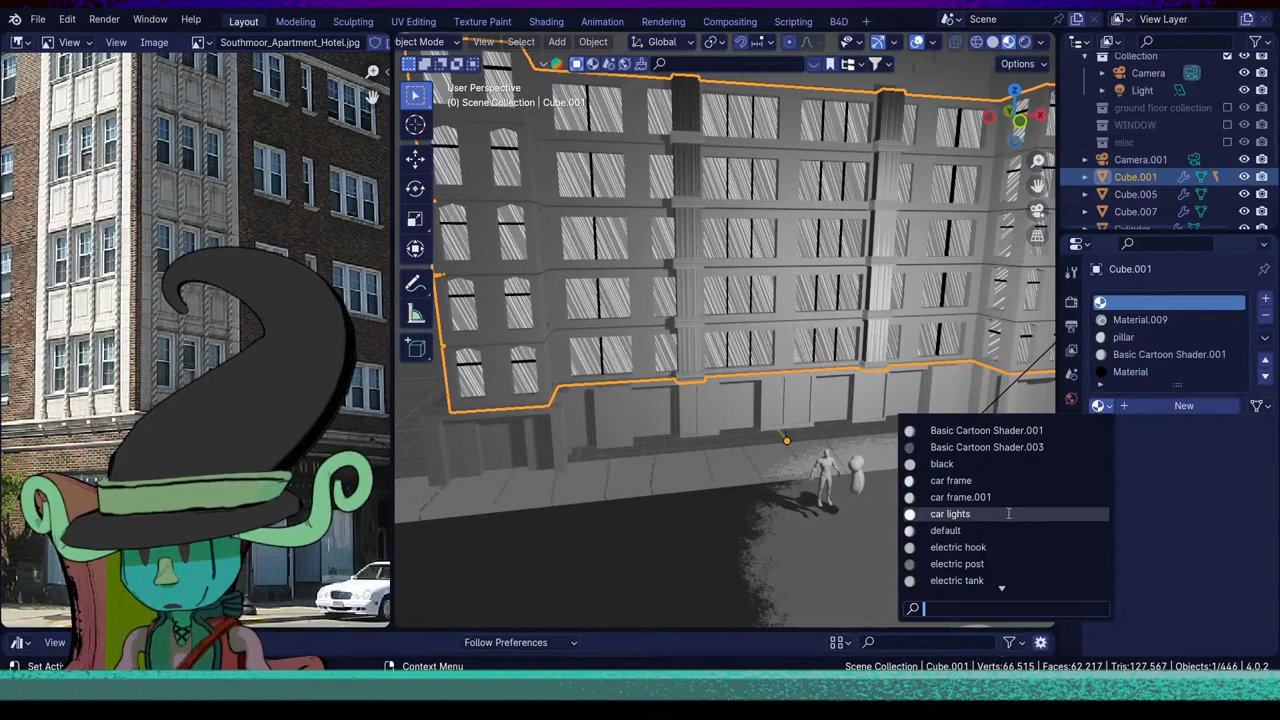 File Edit Render Window Help Layout Modeling Sculpting UV Editing Texture Paint Shading Animation Rendering Compositing Scripting B4D + Scene View Layer
View View Image Southmoor_Apartment_Hotel.jpg bject Mode View Select Add Object Global
Options
User Perspective
(0) Scene Collection | Cube.001
Collection
Camera
Light
ground floor collection
WINDOW
misc
Camera.001
Cube.001
Cube.005
Cube.007
Cube.001
Material.009
pillar
Basic Cartoon Shader.001
Material
New
Basic Cartoon Shader.001
Basic Cartoon Shader.003
black
car frame
car frame.001
car lights
default
electric hook
electric post
electric tank
View Follow Preferences
Set Acti Context Menu Scene Collection | Cube.001 | Verts:66,515 | Faces:62,217 | Tris:127,567 | Objects:1/446 | 4.0.2